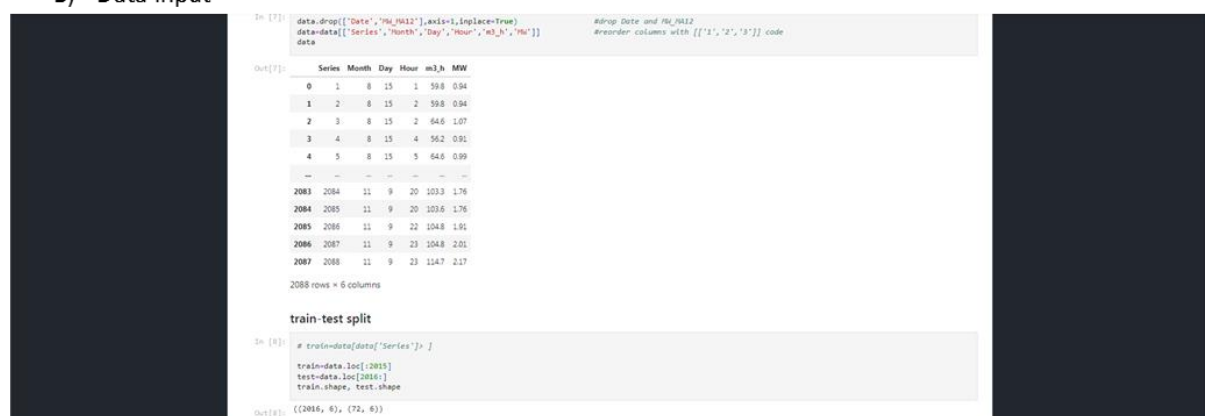 B) Data Input
In [7]: data.drop(['Date','MW_MA12'],axis=1,inplace=True) #drop Date and MW_MA12
data=data[['Series','Month','Day','Hour','m3_h','MW']] #reorder columns with [['1','2','3']] code
data
Out[7]:
Series Month Day Hour m3_h MW
0 1 8 15 1 59.8 0.94
1 2 8 15 2 59.8 0.94
2 3 8 15 2 64.6 1.07
3 4 8 15 4 56.2 0.91
4 5 8 15 5 64.6 0.99
... ... ... ... ... ... ...
2083 2084 11 9 20 103.3 1.76
2084 2085 11 9 20 103.6 1.76
2085 2086 11 9 22 104.8 1.91
2086 2087 11 9 23 104.8 2.01
2087 2088 11 9 23 114.7 2.17
2088 rows × 6 columns
train-test split
In [8]: # train=data[data['Series']> ]
train=data.loc[:2015]
test=data.loc[2016:]
train.shape, test.shape
Out[8]: ((2016, 6), (72, 6))